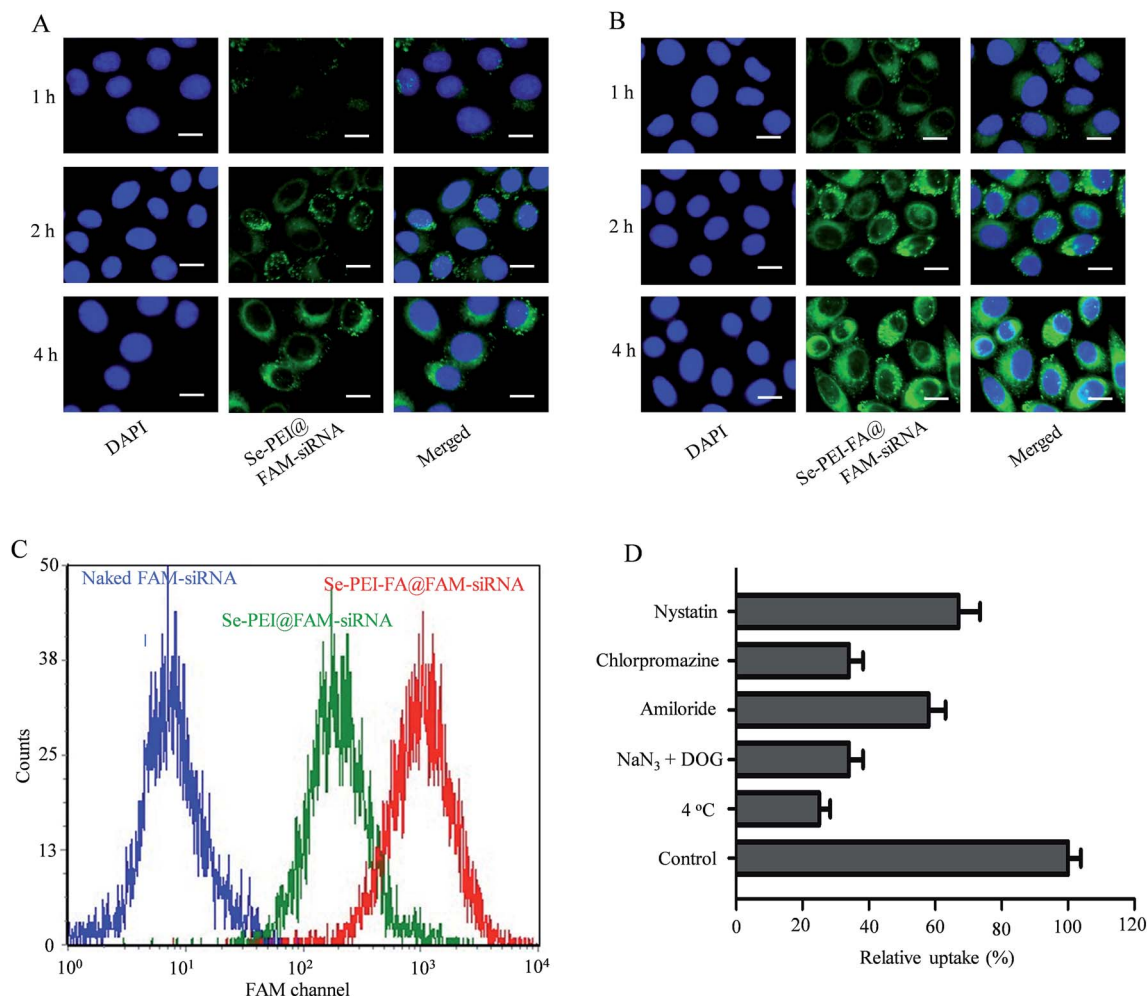 A
1 h
2 h
4 h
DAPI
Se-PEI@
FAM-siRNA
Merged
B
1 h
2 h
4 h
DAPI
Se-PEI-FA@
FAM-siRNA
Merged
C
50
38
25
13
0
Counts
Naked FAM-siRNA
Se-PEI-FA@FAM-siRNA
Se-PEI@FAM-siRNA
10⁰ 10¹ 10² 10³ 10⁴
FAM channel
D
Nystatin
Chlorpromazine
Amiloride
NaN₃ + DOG
4 °C
Control
0 20 40 60 80 100 120
Relative uptake (%)